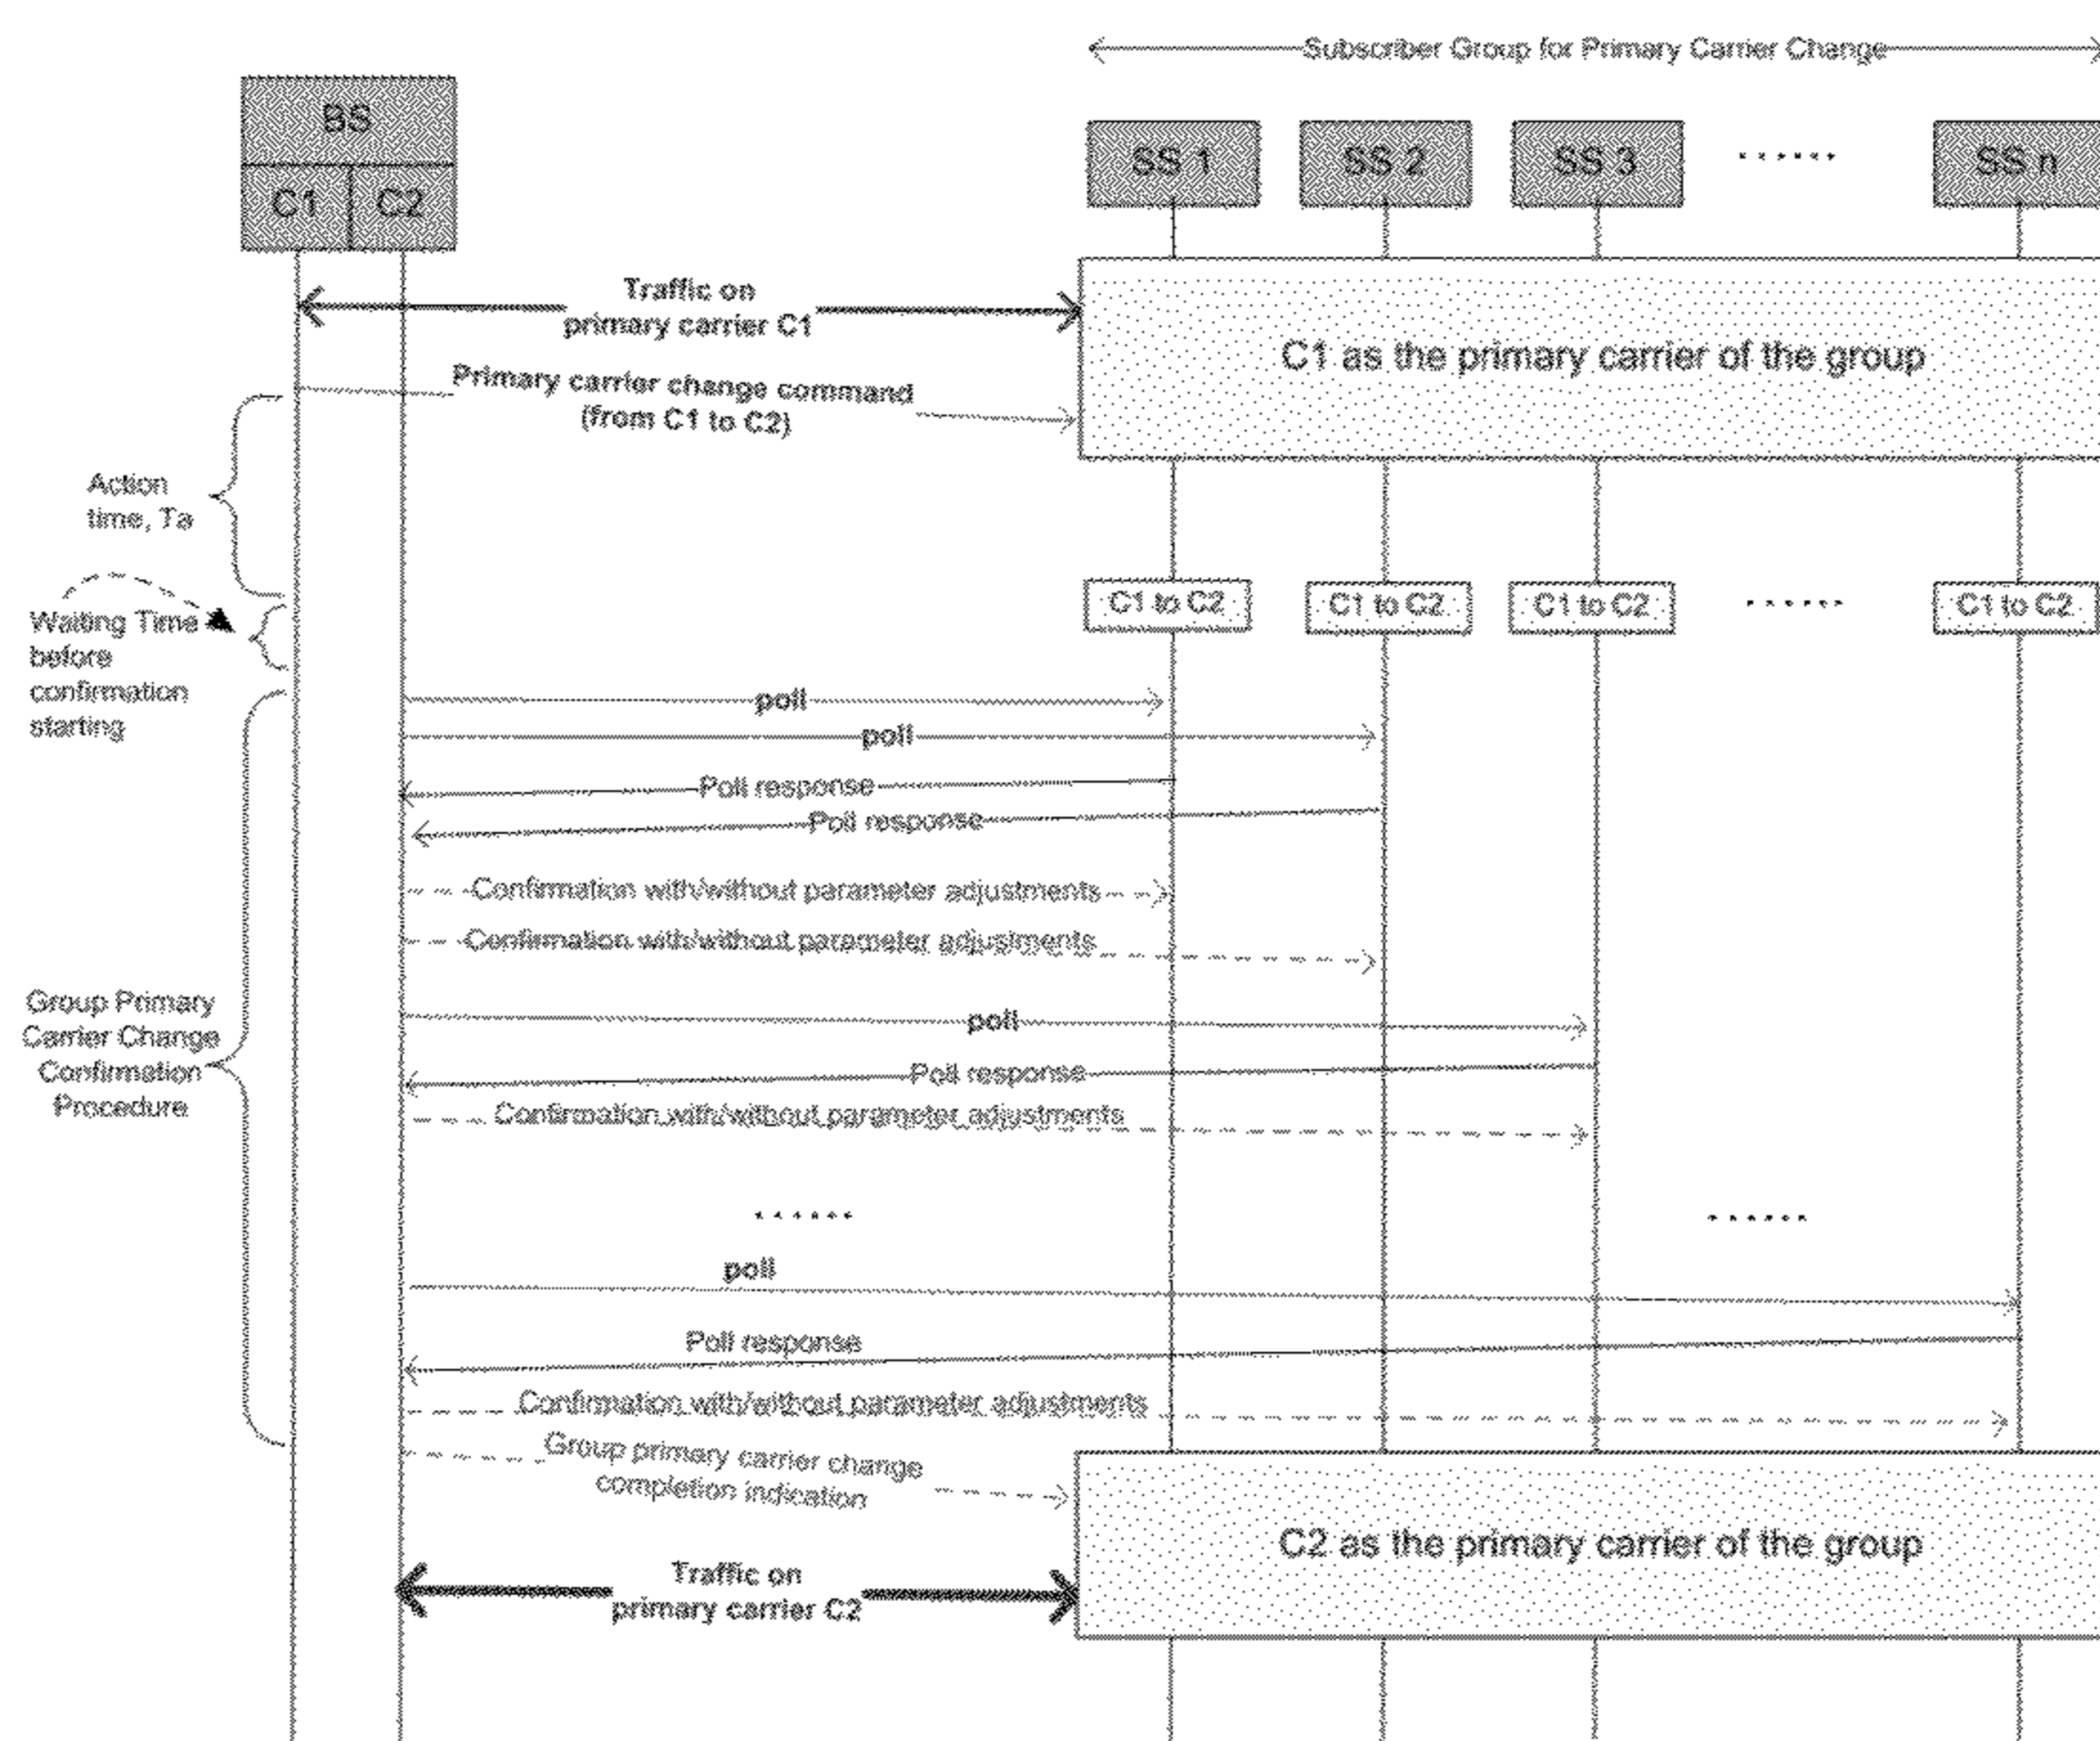 Subscriber Group for Primary Carrier Change
BS
C1 C2
SS 1 SS 2 SS 3 ...... SS n
Traffic on
primary carrier C1
C1 as the primary carrier of the group
Primary carrier change command
(from C1 to C2)
Action
time, Ta
C1 to C2 C1 to C2 C1 to C2 ...... C1 to C2
Waiting Time
before
confirmation
starting
poll
poll
Poll response
Poll response
Confirmation with/without parameter adjustments
Confirmation with/without parameter adjustments
Group Primary
Carrier Change
Confirmation
Procedure
poll
Poll response
Confirmation with/without parameter adjustments
...... ......
poll
Poll response
Confirmation with/without parameter adjustments
Group primary carrier change
completion indication
C2 as the primary carrier of the group
Traffic on
primary carrier C2